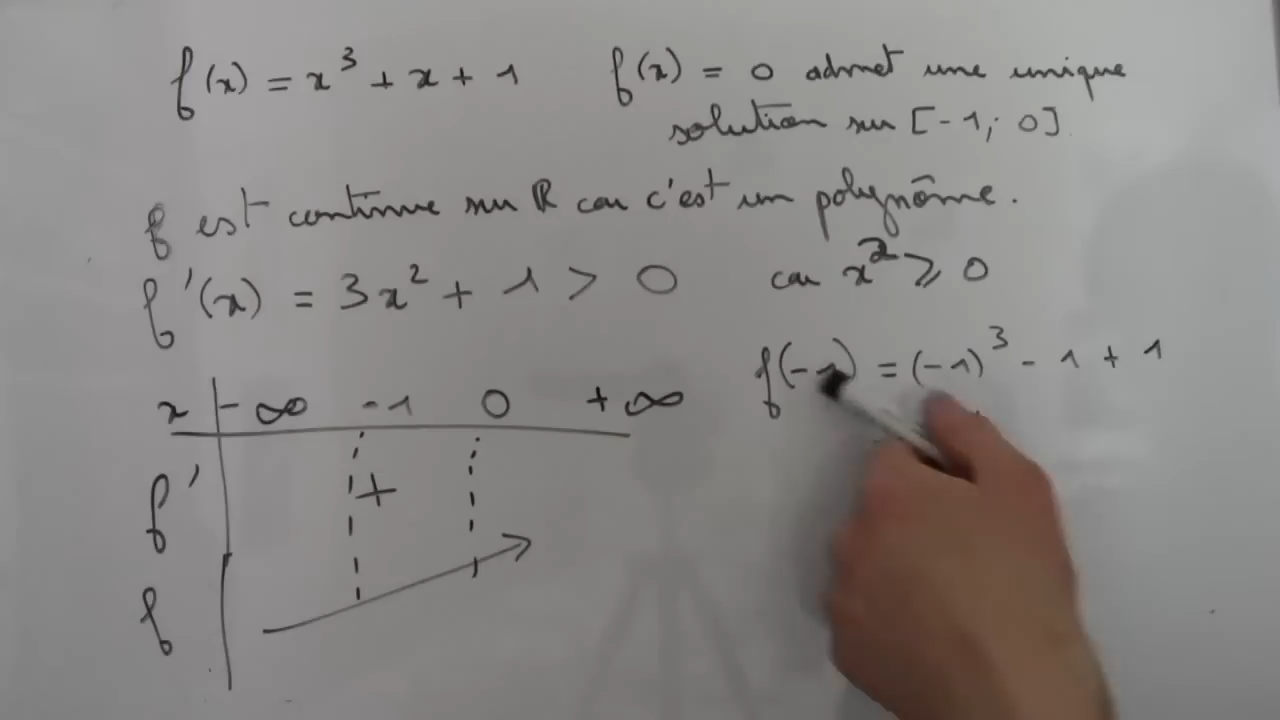 f(x) = x³ + x + 1
f(x) = 0 admet une unique
solution sur [-1; 0]
f est continue sur ℝ car c'est un polynôme.
f'(x) = 3x² + 1 > 0 car x² ⩾ 0
f(-1) = (-1)³ - 1 + 1
x -∞ -1 0 +∞
f' +
f